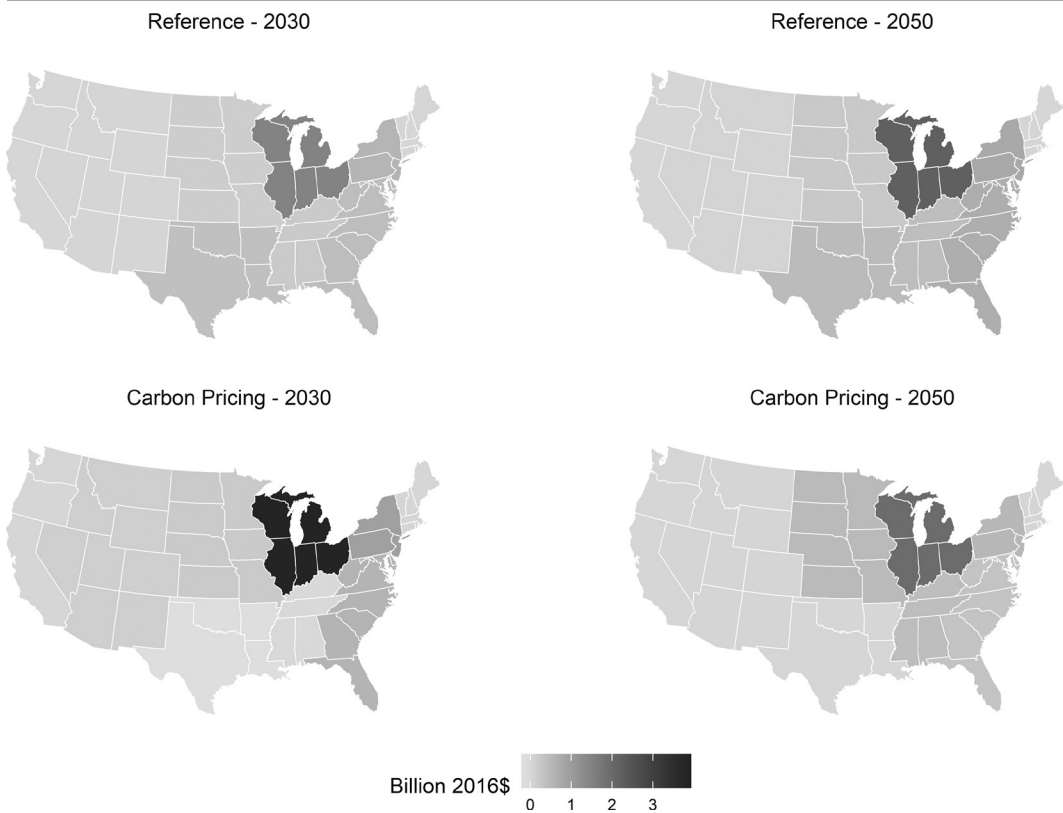 Reference - 2030
Reference - 2050
Carbon Pricing - 2030
Carbon Pricing - 2050
Billion 2016$
0 1 2 3